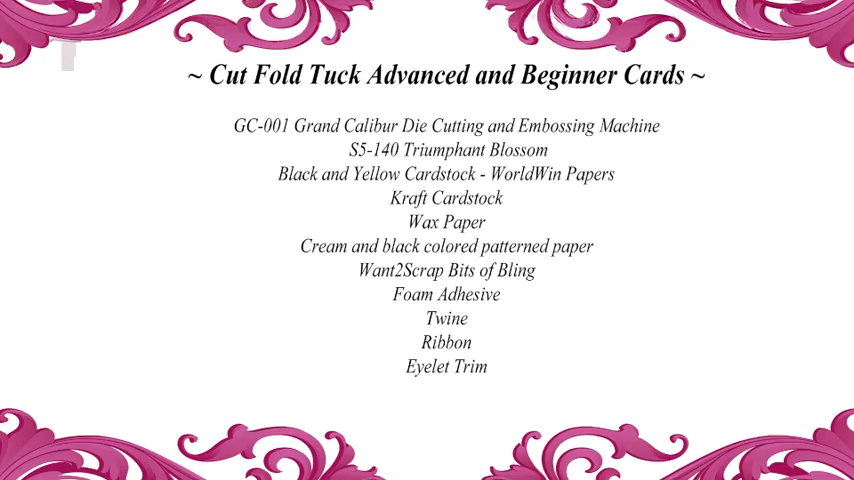 ~ Cut Fold Tuck Advanced and Beginner Cards ~
GC-001 Grand Calibur Die Cutting and Embossing Machine
S5-140 Triumphant Blossom
Black and Yellow Cardstock - WorldWin Papers
Kraft Cardstock
Wax Paper
Cream and black colored patterned paper
Want2Scrap Bits of Bling
Foam Adhesive
Twine
Ribbon
Eyelet Trim